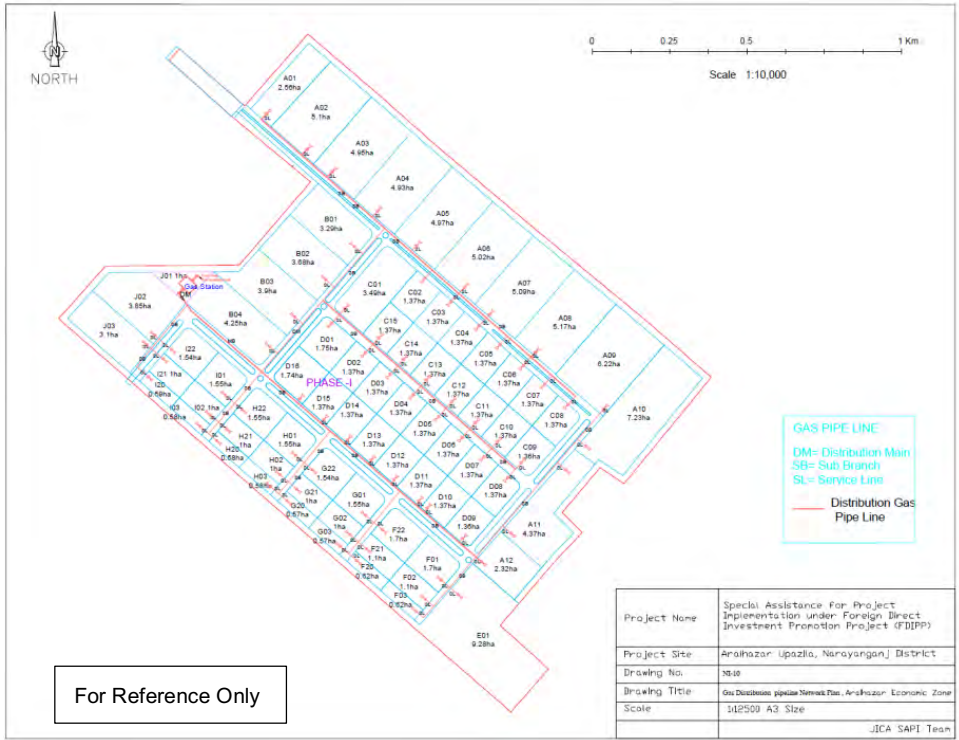 NORTH
0 0.25 0.5 1 Km
Scale 1:10,000
A01
2.56ha
A02
5.1ha
A03
4.95ha
A04
4.93ha
A05
4.97ha
A06
5.02ha
A07
5.09ha
A08
5.17ha
A09
6.22ha
A10
7.23ha
A11
4.37ha
A12
2.32ha
B01
3.29ha
B02
3.68ha
B03
3.9ha
B04
4.25ha
J01 1ha
Gas Station
DM
J02
3.85ha
J03
3.1ha
C01
3.49ha
C02
1.37ha
C03
1.37ha
C04
1.37ha
C05
1.37ha
C06
1.37ha
C07
1.37ha
C08
1.37ha
C09
1.36ha
C10
1.37ha
C11
1.37ha
C12
1.37ha
C13
1.37ha
C14
1.37ha
C15
1.37ha
D01
1.75ha
D02
1.37ha
D03
1.37ha
D04
1.37ha
D05
1.37ha
D06
1.37ha
D07
1.37ha
D08
1.37ha
D09
1.36ha
D10
1.37ha
D11
1.37ha
D12
1.37ha
D13
1.37ha
D14
1.37ha
D15
1.37ha
D16
1.74ha
PHASE -I
I22
1.54ha
I21 1ha
I20
0.59ha
I01
1.55ha
I02 1ha
I03
0.58ha
H22
1.55ha
H21
1ha
H20
0.58ha
H01
1.55ha
H02
1ha
H03
G22
1.54ha
G21
1ha
G20
0.57ha
G01
1.55ha
G02
1ha
G03
0.57ha
F22
1.7ha
F21
1.1ha
F20
0.62ha
F01
1.7ha
F02
1.1ha
F03
0.62ha
E01
9.28ha
GAS PIPE LINE
DM= Distribution Main
SB= Sub Branch
SL= Service Line
Distribution Gas
Pipe Line
For Reference Only
Project Name
Special Assistance for Project
Implementation under Foreign Direct
Investment Promotion Project (FDIPP)
Project Site
Araihazar Upazila, Narayanganj District
Drawing No.
NI-10
Drawing Title
Gas Distribution pipeline Network Plan, Araihazar Economic Zone
Scale
1:12500 A3 Size
JICA SAPI Team